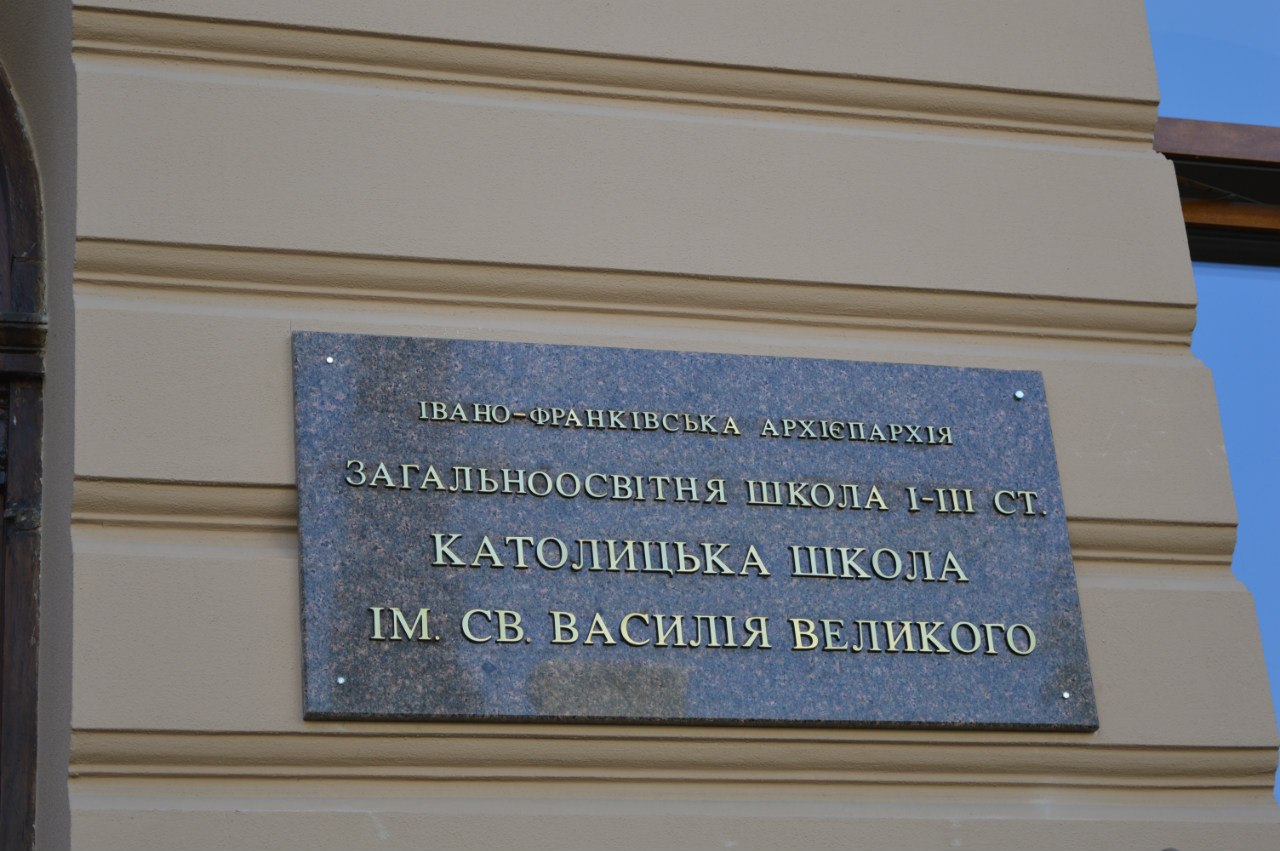 ІВАНО-ФРАНКІВСЬКА АРХІЄПАРХІЯ
ЗАГАЛЬНООСВІТНЯ ШКОЛА І-ІІІ СТ.
КАТОЛИЦЬКА ШКОЛА
ІМ. СВ. ВАСИЛІЯ ВЕЛИКОГО